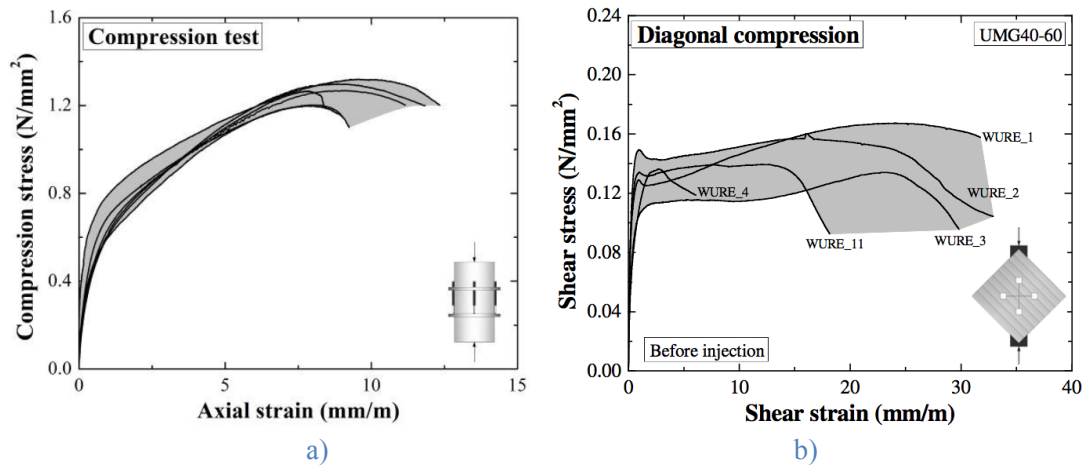 Compression test
Compression stress (N/mm²)
1.6
1.2
0.8
0.4
0.0
0
5
10
15
Axial strain (mm/m)
a)
Diagonal compression
UMG40-60
Shear stress (N/mm²)
0.24
0.20
0.16
0.12
0.08
0.04
0.00
WURE_1
WURE_2
WURE_4
WURE_11
WURE_3
Before injection
0
10
20
30
40
Shear strain (mm/m)
b)